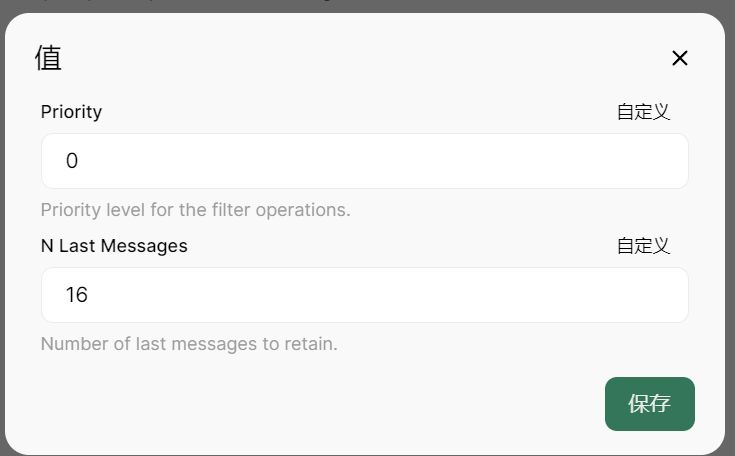 值
Priority 自定义
0
Priority level for the filter operations.
N Last Messages 自定义
16
Number of last messages to retain.
保存